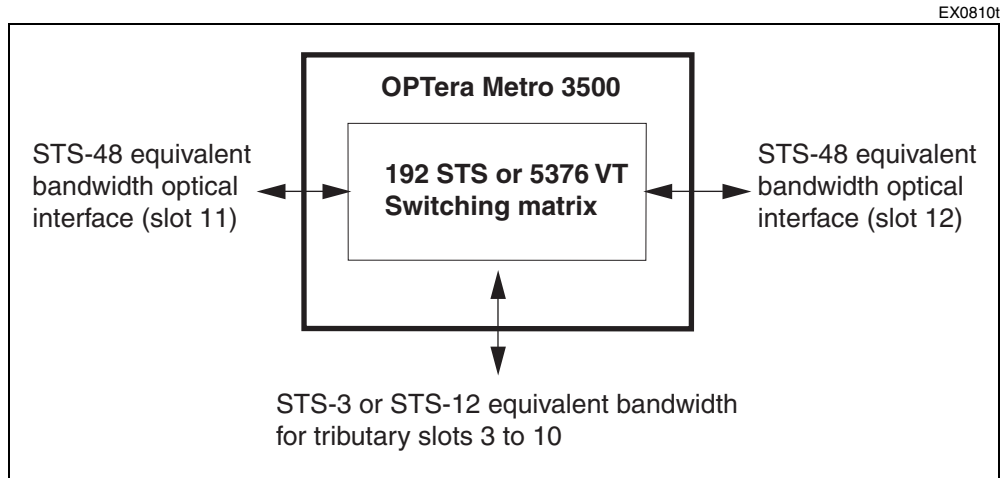 EX0810t
OPTera Metro 3500
STS-48 equivalent
bandwidth optical
interface (slot 11)
192 STS or 5376 VT
Switching matrix
STS-48 equivalent
bandwidth optical
interface (slot 12)
STS-3 or STS-12 equivalent bandwidth
for tributary slots 3 to 10